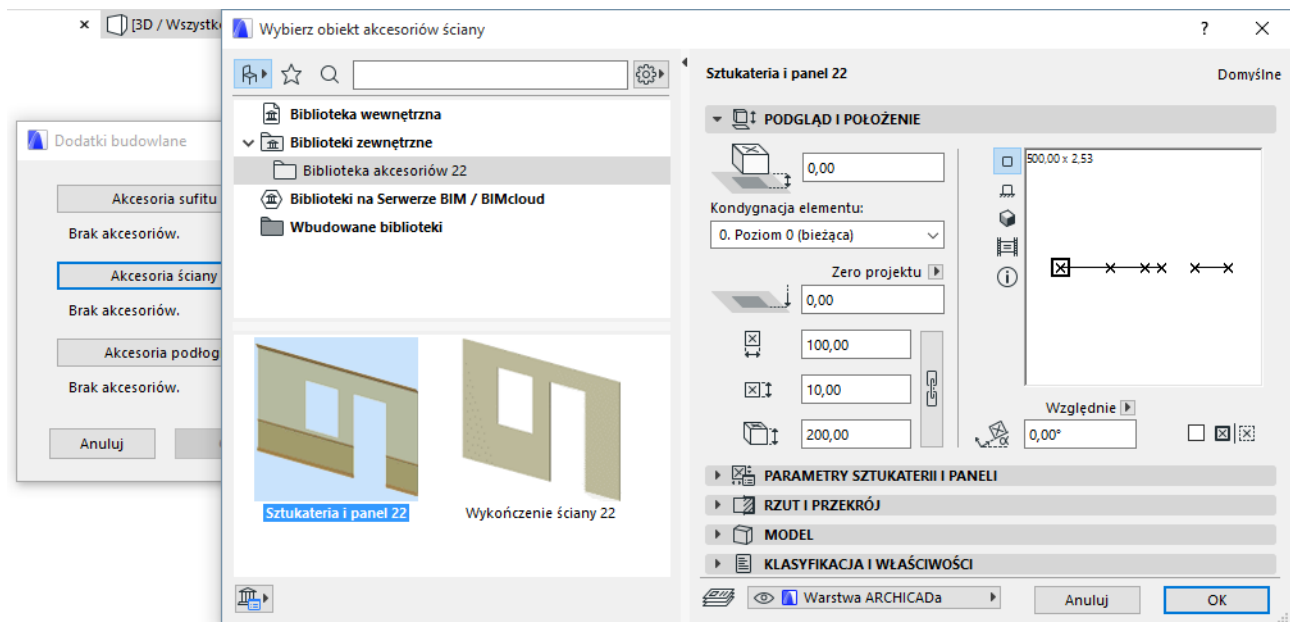 [3D / Wszystk
Wybierz obiekt akcesoriów ściany
?
Dodatki budowlane
Akcesoria sufitu
Brak akcesoriów.
Akcesoria ściany
Brak akcesoriów.
Akcesoria podłog
Brak akcesoriów.
Anuluj
Biblioteka wewnętrzna
Biblioteki zewnętrzne
Biblioteka akcesoriów 22
Biblioteki na Serwerze BIM / BIMcloud
Wbudowane biblioteki
Sztukateria i panel 22
Wykończenie ściany 22
Sztukateria i panel 22
Domyślne
PODGLĄD I POŁOŻENIE
0,00
Kondygnacja elementu:
0. Poziom 0 (bieżąca)
Zero projektu
0,00
100,00
10,00
200,00
500,00 x 2,53
Względnie
0,00°
PARAMETRY SZTUKATERII I PANELI
RZUT I PRZEKRÓJ
MODEL
KLASYFIKACJA I WŁAŚCIWOŚCI
Warstwa ARCHICADa
Anuluj
OK